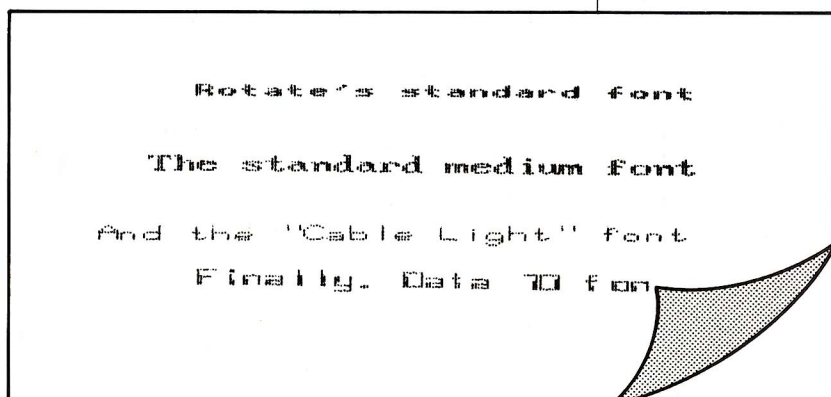 Rotate's standard font
The standard medium font
And the "Cable Light" font
Finally. Data 70 fon